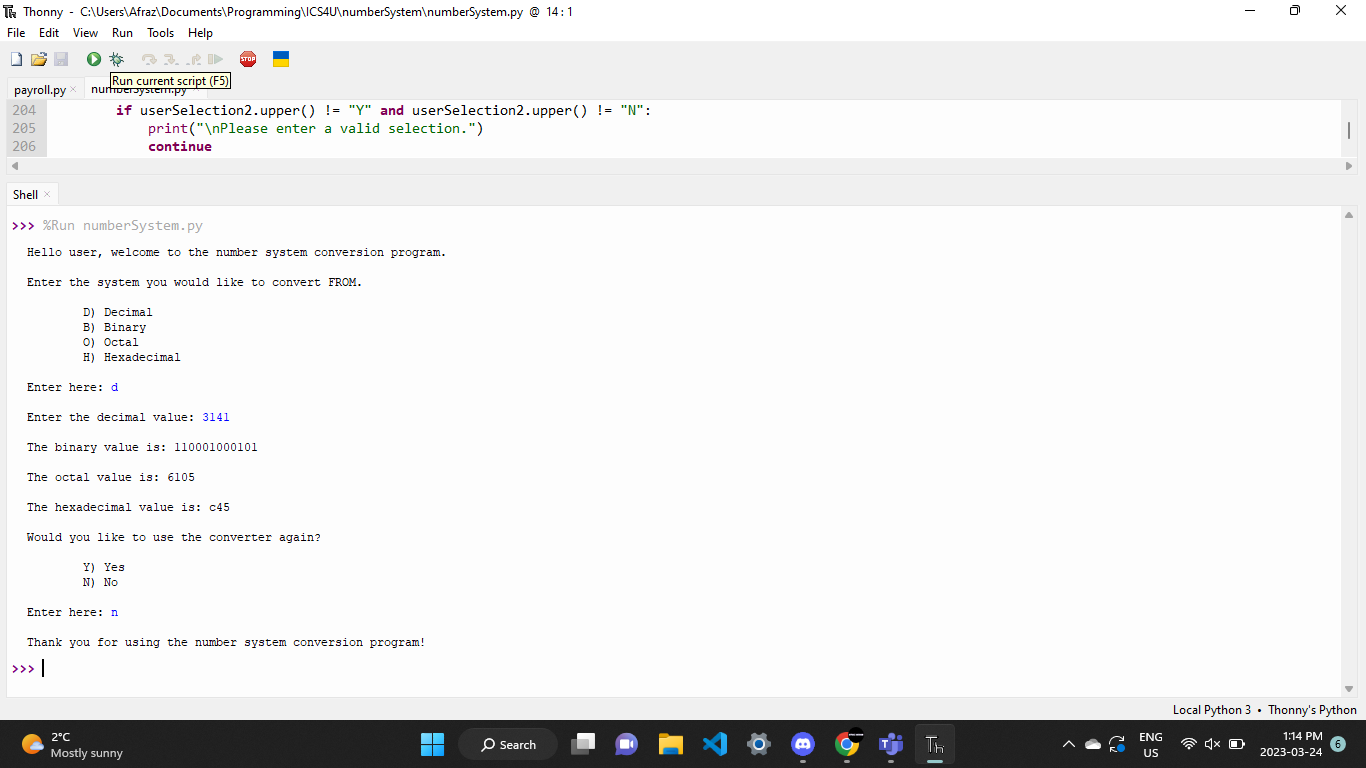 Thonny - C:\Users\Afraz\Documents\Programming\ICS4U\numberSystem\numberSystem.py @ 14 : 1
File Edit View Run Tools Help
STOP
Run current script (F5)
payroll.py × numberSystem.py ×
204 if userSelection2.upper() != "Y" and userSelection2.upper() != "N":
205 print("\nPlease enter a valid selection.")
206 continue
Shell ×
>>> %Run numberSystem.py
Hello user, welcome to the number system conversion program.
Enter the system you would like to convert FROM.
D) Decimal
B) Binary
O) Octal
H) Hexadecimal
Enter here: d
Enter the decimal value: 3141
The binary value is: 110001000101
The octal value is: 6105
The hexadecimal value is: c45
Would you like to use the converter again?
Y) Yes
N) No
Enter here: n
Thank you for using the number system conversion program!
>>>
Local Python 3 • Thonny's Python
2°C
Mostly sunny
Search
ENG
US
1:14 PM
2023-03-24
6